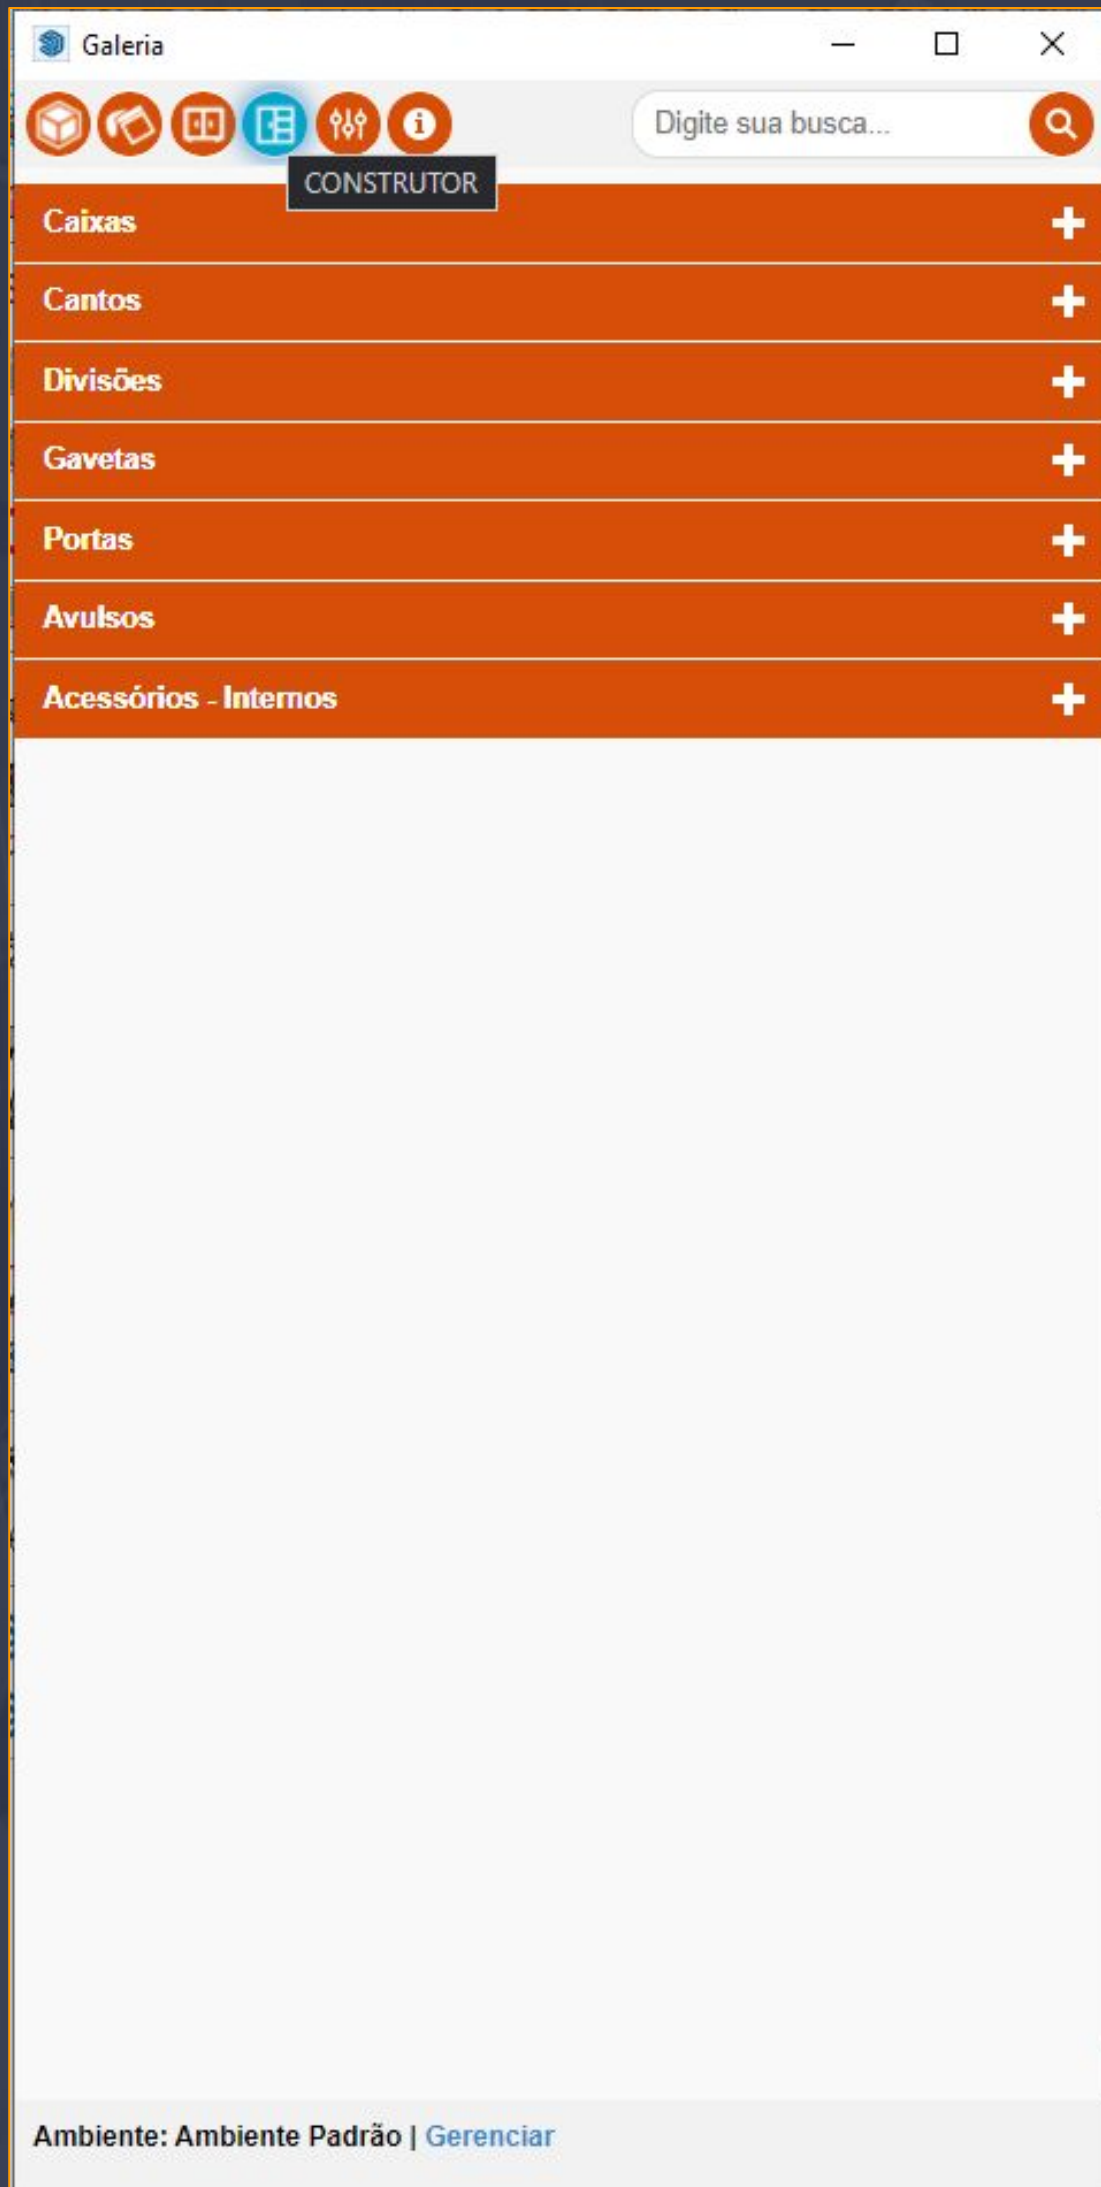 Galeria
Digite sua busca...
CONSTRUTOR
Caixas
Cantos
Divisões
Gavetas
Portas
Avulsos
Acessórios - Internos
Ambiente: Ambiente Padrão | Gerenciar